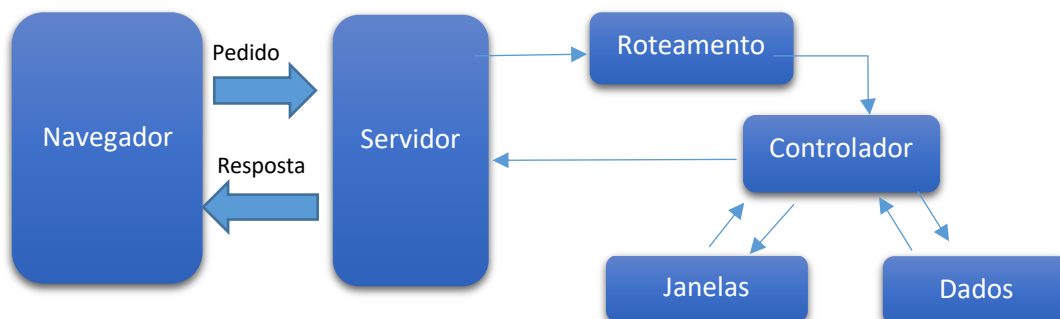 Navegador
Pedido
Resposta
Servidor
Roteamento
Controlador
Janelas
Dados